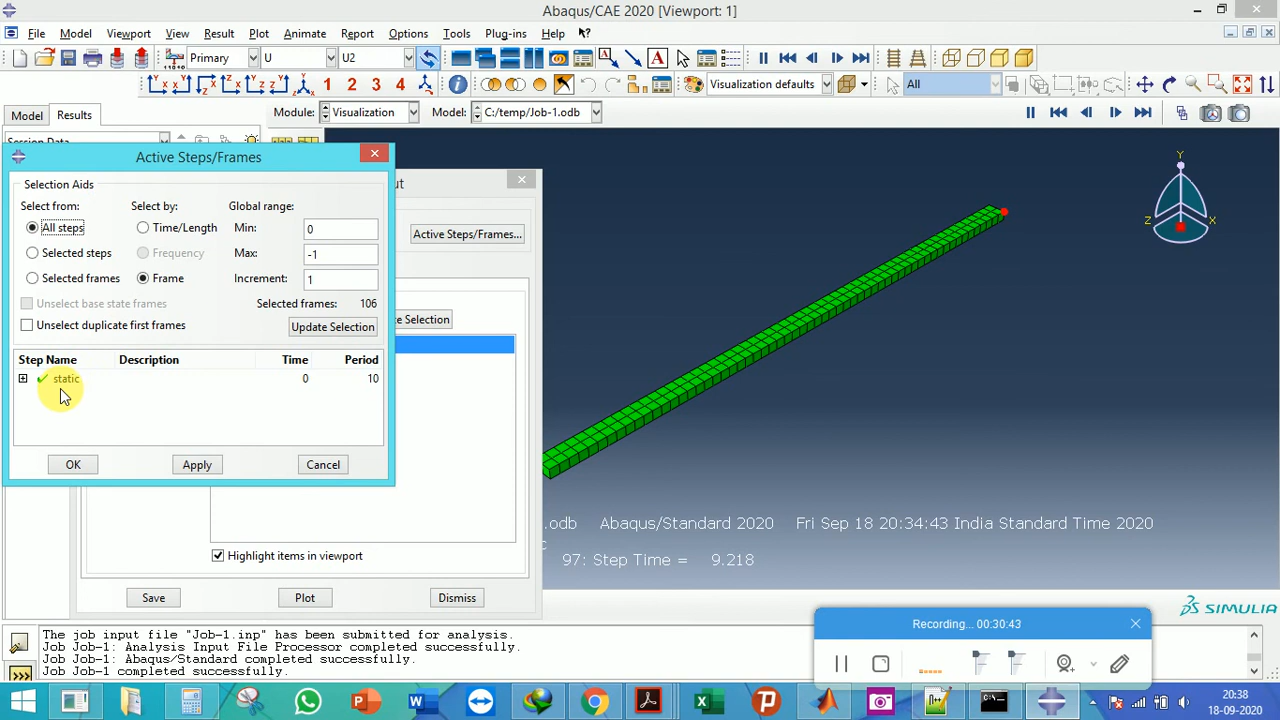 Abaqus/CAE 2020 [Viewport: 1]
File Model Viewport View Result Plot Animate Report Options Tools Plug-ins Help
Primary U U2
1 2 3 4 Visualization defaults All
Model Results Module: Visualization Model: C:/temp/Job-1.odb
Active Steps/Frames
Selection Aids
Select from: Select by: Global range:
All steps Time/Length Min: 0
Selected steps Frequency Max: -1
Selected frames Frame Increment: 1
Unselect base state frames Selected frames: 106
Unselect duplicate first frames Update Selection
Step Name Description Time Period
static 0 10
OK Apply Cancel
Active Steps/Frames...
Selection
Highlight items in viewport
Save Plot Dismiss
Y
Z X
.odb Abaqus/Standard 2020 Fri Sep 18 20:34:43 India Standard Time 2020
97: Step Time = 9.218
SIMULIA
The job input file "Job-1.inp" has been submitted for analysis.
Job Job-1: Analysis Input File Processor completed successfully.
Job Job-1: Abaqus/Standard completed successfully.
Job Job-1 completed successfully.
Recording... 00:30:43
20:38
18-09-2020